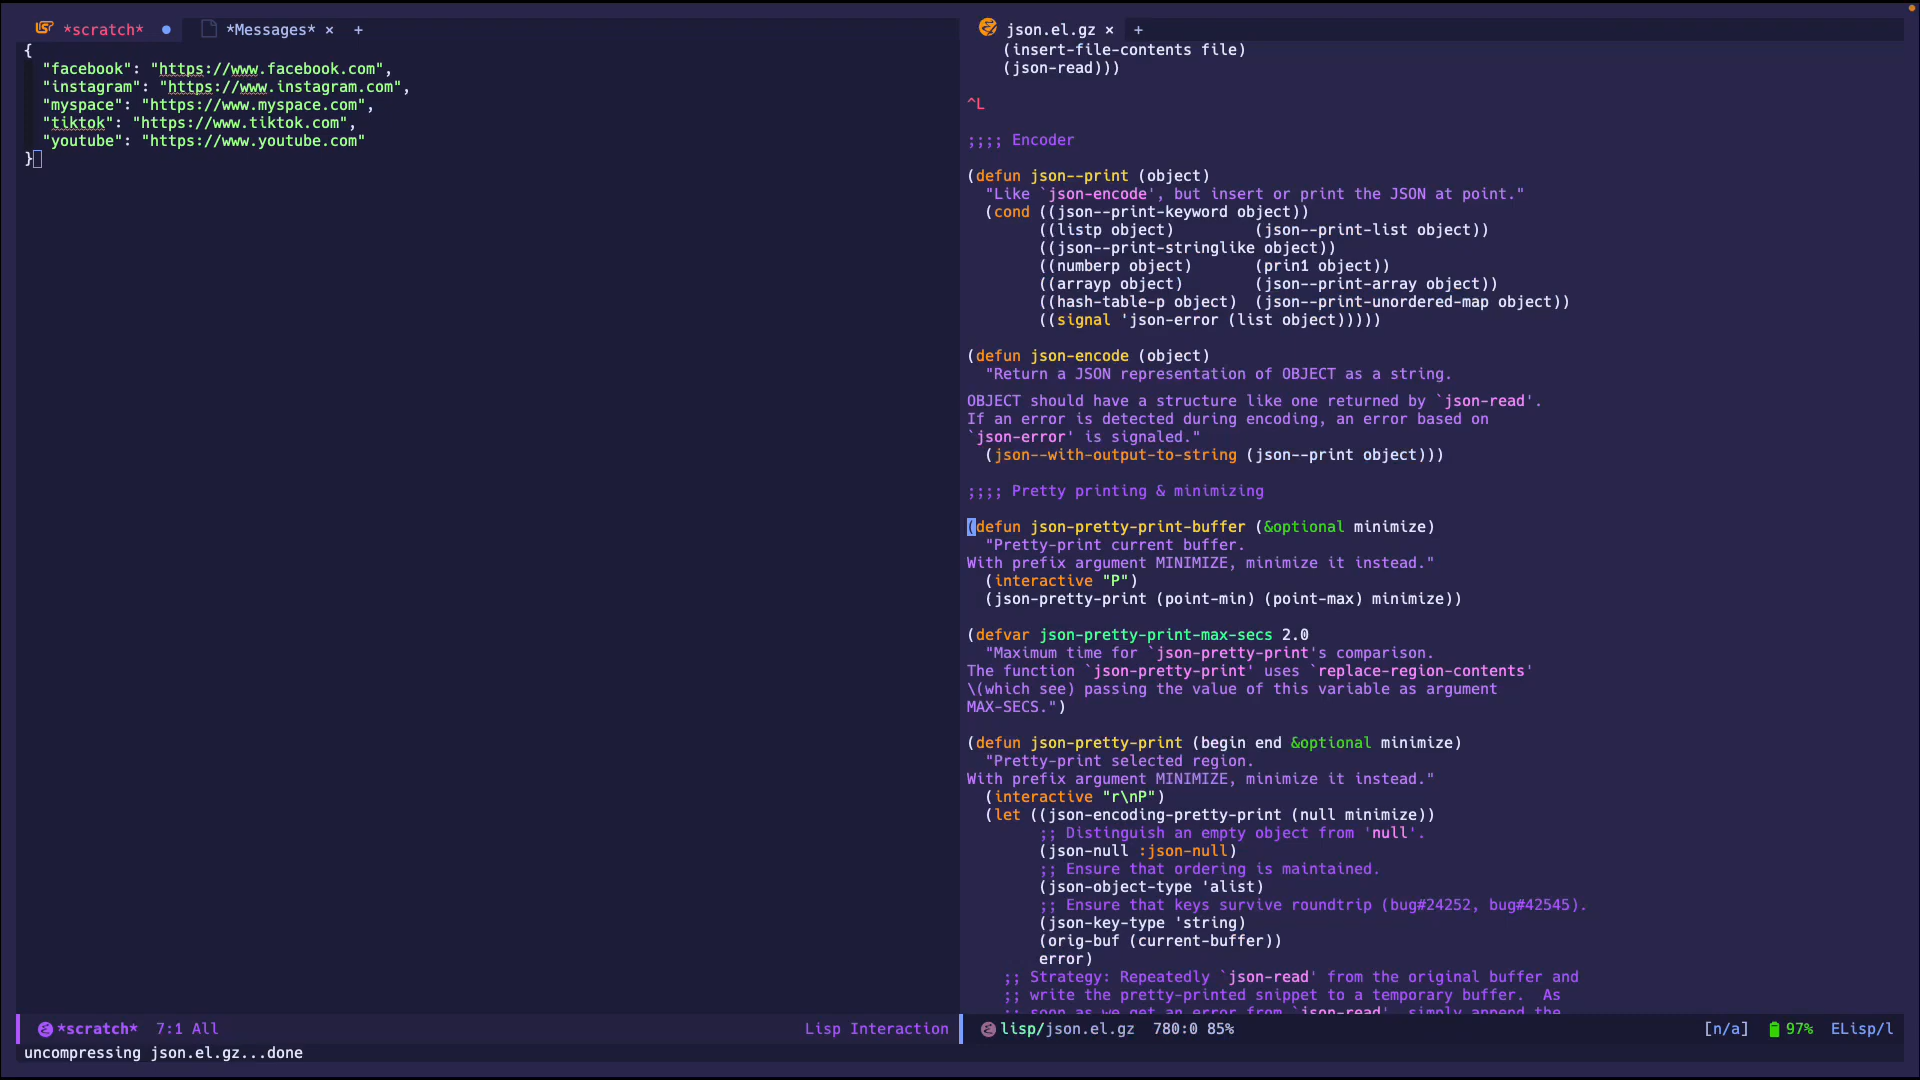 *scratch*
*Messages* × +
{
  "facebook": "https://www.facebook.com",
  "instagram": "https://www.instagram.com",
  "myspace": "https://www.myspace.com",
  "tiktok": "https://www.tiktok.com",
  "youtube": "https://www.youtube.com"
}
*scratch* 7:1 All Lisp Interaction
uncompressing json.el.gz...done
json.el.gz × +
    (insert-file-contents file)
    (json-read)))
^L
;;;; Encoder
(defun json--print (object)
  "Like `json-encode', but insert or print the JSON at point."
  (cond ((json--print-keyword object))
        ((listp object)         (json--print-list object))
        ((json--print-stringlike object))
        ((numberp object)       (prin1 object))
        ((arrayp object)        (json--print-array object))
        ((hash-table-p object)  (json--print-unordered-map object))
        ((signal 'json-error (list object)))))
(defun json-encode (object)
  "Return a JSON representation of OBJECT as a string.
OBJECT should have a structure like one returned by `json-read'.
If an error is detected during encoding, an error based on
`json-error' is signaled."
  (json--with-output-to-string (json--print object)))
;;;; Pretty printing & minimizing
(defun json-pretty-print-buffer (&optional minimize)
  "Pretty-print current buffer.
With prefix argument MINIMIZE, minimize it instead."
  (interactive "P")
  (json-pretty-print (point-min) (point-max) minimize))
(defvar json-pretty-print-max-secs 2.0
  "Maximum time for `json-pretty-print's comparison.
The function `json-pretty-print' uses `replace-region-contents'
\(which see) passing the value of this variable as argument
MAX-SECS.")
(defun json-pretty-print (begin end &optional minimize)
  "Pretty-print selected region.
With prefix argument MINIMIZE, minimize it instead."
  (interactive "r\nP")
  (let ((json-encoding-pretty-print (null minimize))
        ;; Distinguish an empty object from 'null'.
        (json-null :json-null)
        ;; Ensure that ordering is maintained.
        (json-object-type 'alist)
        ;; Ensure that keys survive roundtrip (bug#24252, bug#42545).
        (json-key-type 'string)
        (orig-buf (current-buffer))
        error)
    ;; Strategy: Repeatedly `json-read' from the original buffer and
    ;; write the pretty-printed snippet to a temporary buffer.  As
    ;; soon as we get an error from `json-read', simply append the
lisp/json.el.gz 780:0 85% [n/a] 97% ELisp/l